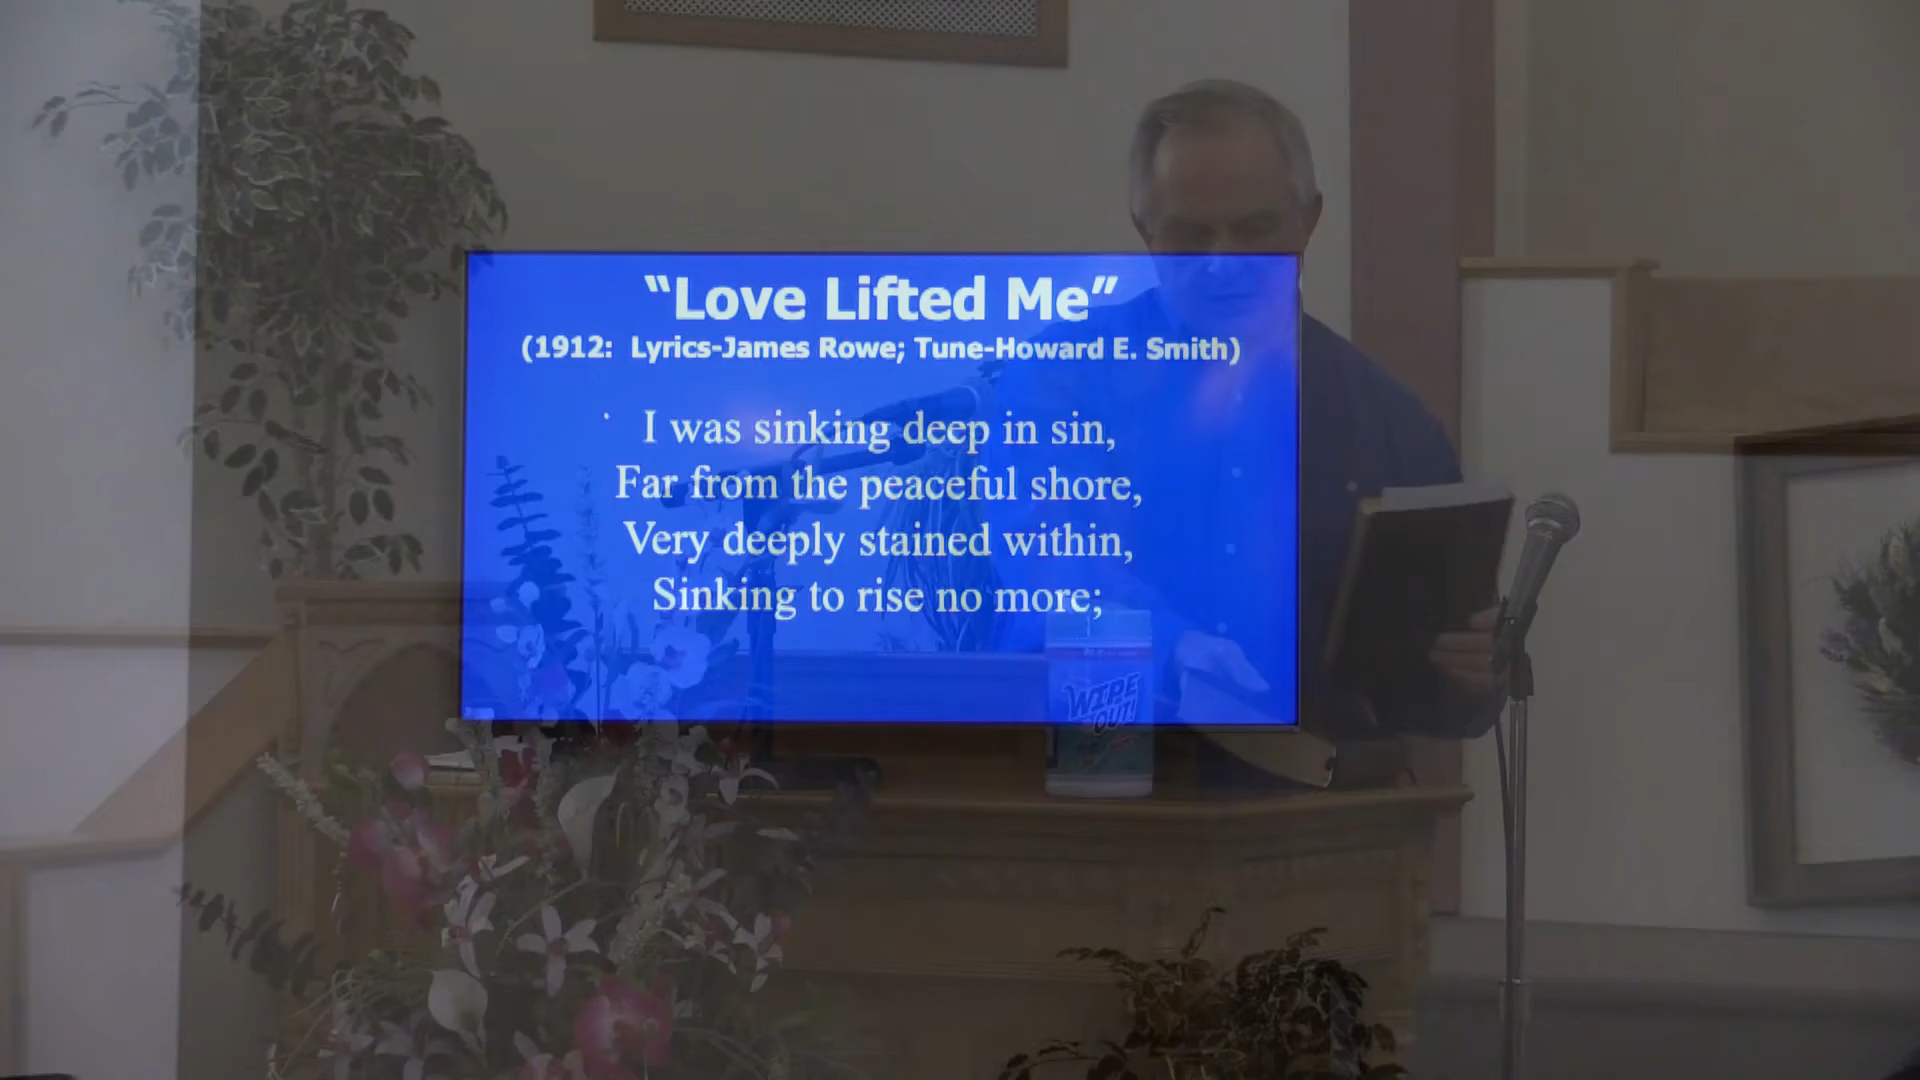 “Love Lifted Me”
(1912: Lyrics-James Rowe; Tune-Howard E. Smith)
I was sinking deep in sin,
Far from the peaceful shore,
Very deeply stained within,
Sinking to rise no more;
WIPE
OUT!